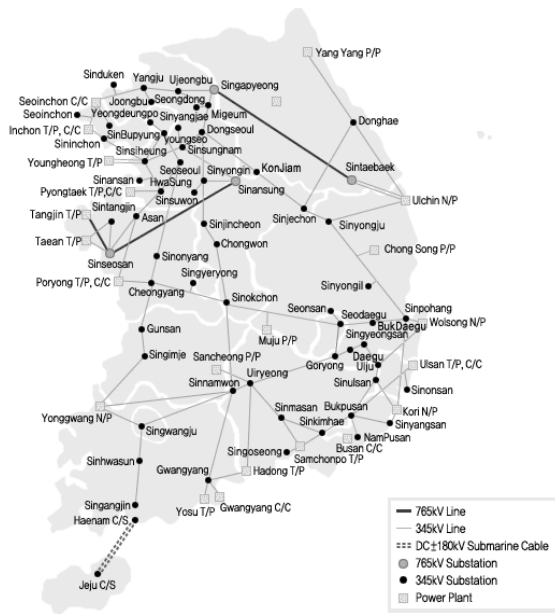 Yang Yang P/P
Sinduken
Yangju
Ujeongbu
Singapyeong
Seoinchon C/C
Joongbu
Seongdong
Seoinchon
Yeongdeungpo
Sinyangjae
Migeum
Donghae
Inchon T/P, C/C
SinBupyung
youngseo
Dongseoul
Sininchon
Sinsiheung
Sinsungnam
Youngheung T/P
Seoseoul
Sinyongin
KonJiam
Sintaebaek
Sinansan
HwaSung
Sinansung
Pyongtaek T/P,C/C
Ulchin N/P
Sintangjin
Sinsuwon
Tangjin T/P
Asan
Sinjechon
Sinjincheon
Sinyongju
Taean T/P
Chongwon
Chong Song P/P
Sinseosan
Sinonyang
Poryong T/P, C/C
Singyeryong
Sinyongil
Cheongyang
Sinokchon
Seonsan
Seodaegu
Sinpohang
Gunsan
BukDaegu
Wolsong N/P
Singyeongsan
Muju P/P
Daegu
Singimje
Sancheong P/P
Goryong
Ulju
Ulsan T/P, C/C
Uiryeong
Sinulsan
Sinonsan
Sinnamwon
Bukpusan
Kori N/P
Yonggwang N/P
Sinmasan
Singwangju
Sinkimhae
Sinyangsan
NamPusan
Singoseong
Busan C/C
Sinhwasun
Gwangyang
Samchonpo T/P
Hadong T/P
Singangjin
Yosu T/P
Gwangyang C/C
Haenam C/S
Jeju C/S
765kV Line
345kV Line
DC±180kV Submarine Cable
765kV Substation
345kV Substation
Power Plant